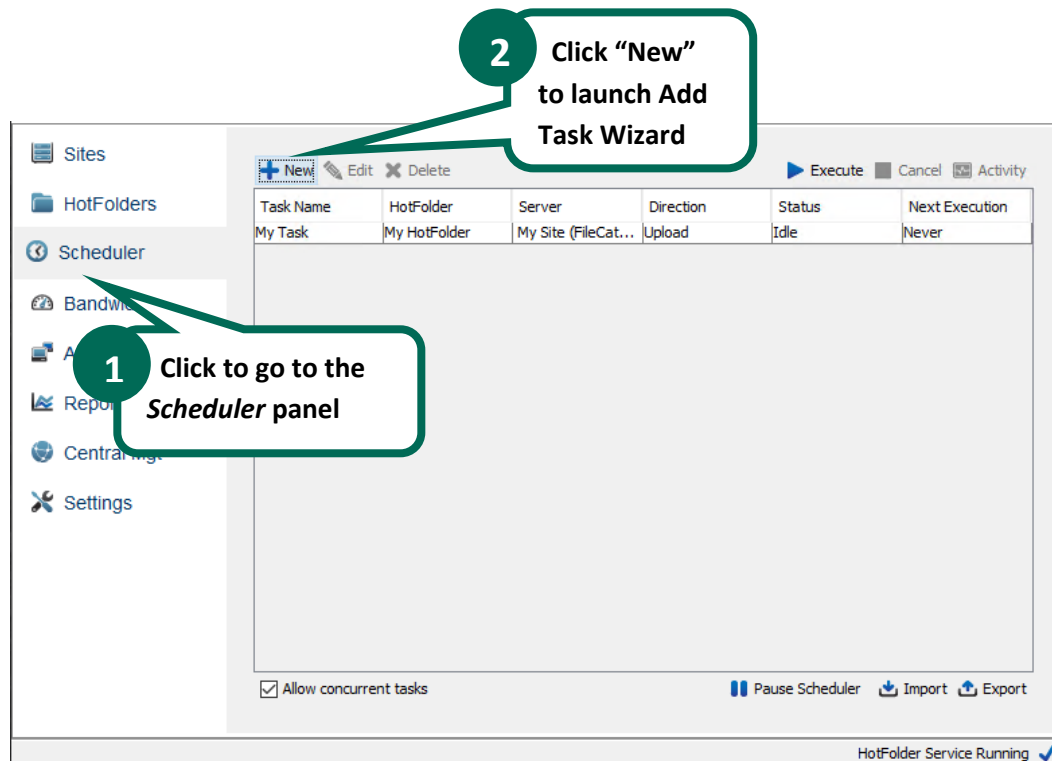 2 Click “New”
to launch Add
Task Wizard
Sites
HotFolders
Scheduler
Central Mgt
Settings
New Edit Delete Execute Cancel Activity
Task Name HotFolder Server Direction Status Next Execution
My Task My HotFolder My Site (FileCat... Upload Idle Never
1 Click to go to the
Scheduler panel
Allow concurrent tasks Pause Scheduler Import Export
HotFolder Service Running